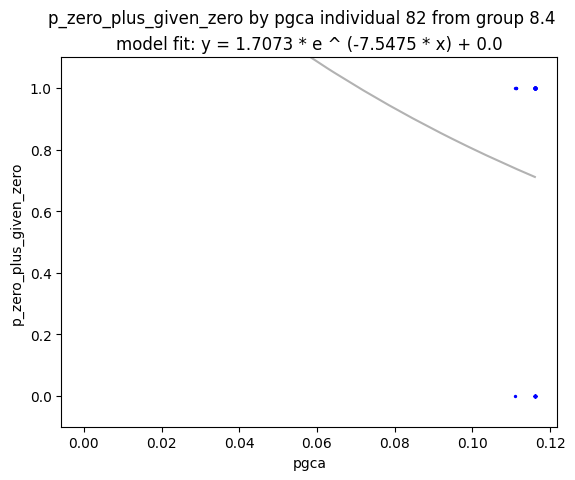 p_zero_plus_given_zero by pgca individual 82 from group 8.4
model fit: y = 1.7073 * e ^ (-7.5475 * x) + 0.0
1.0
0.8
0.6
0.4
0.2
0.0
p_zero_plus_given_zero
0.00 0.02 0.04 0.06 0.08 0.10 0.12
pgca